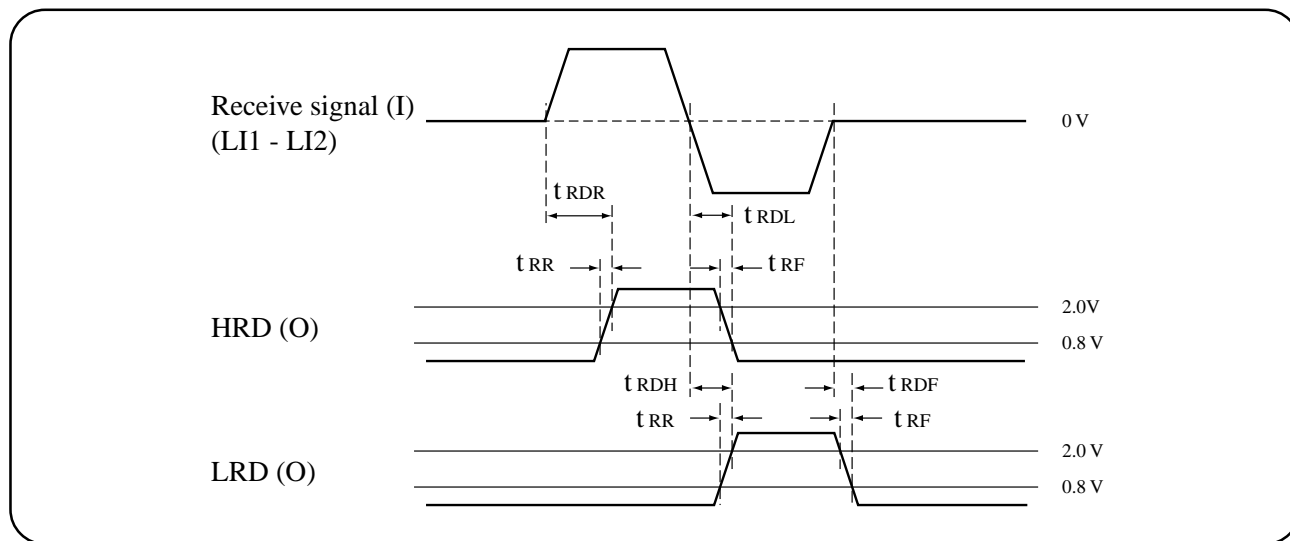 Receive signal (I)
(LI1 - LI2)
0 V
t RDR
t RDL
t RR
t RF
HRD (O)
2.0V
0.8 V
t RDH
t RDF
t RR
t RF
LRD (O)
2.0 V
0.8 V